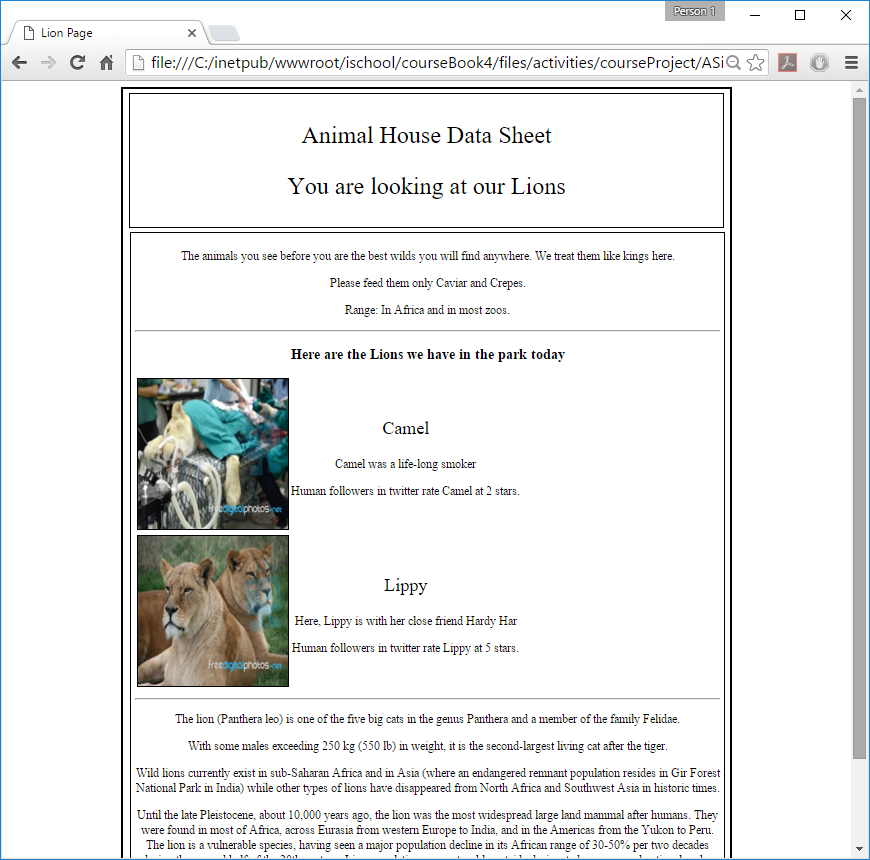 Person 1
Lion Page
file:///C:/inetpub/wwwroot/ischool/courseBook4/files/activities/courseProject/ASi
Animal House Data Sheet
You are looking at our Lions
The animals you see before you are the best wilds you will find anywhere. We treat them like kings here.
Please feed them only Caviar and Crepes.
Range: In Africa and in most zoos.
Here are the Lions we have in the park today
freedigitalphotos.net
Camel
Camel was a life-long smoker
Human followers in twitter rate Camel at 2 stars.
freedigitalphotos.net
Lippy
Here, Lippy is with her close friend Hardy Har
Human followers in twitter rate Lippy at 5 stars.
The lion (Panthera leo) is one of the five big cats in the genus Panthera and a member of the family Felidae.
With some males exceeding 250 kg (550 lb) in weight, it is the second-largest living cat after the tiger.
Wild lions currently exist in sub-Saharan Africa and in Asia (where an endangered remnant population resides in Gir Forest
National Park in India) while other types of lions have disappeared from North Africa and Southwest Asia in historic times.
Until the late Pleistocene, about 10,000 years ago, the lion was the most widespread large land mammal after humans. They
were found in most of Africa, across Eurasia from western Europe to India, and in the Americas from the Yukon to Peru.
The lion is a vulnerable species, having seen a major population decline in its African range of 30-50% per two decades